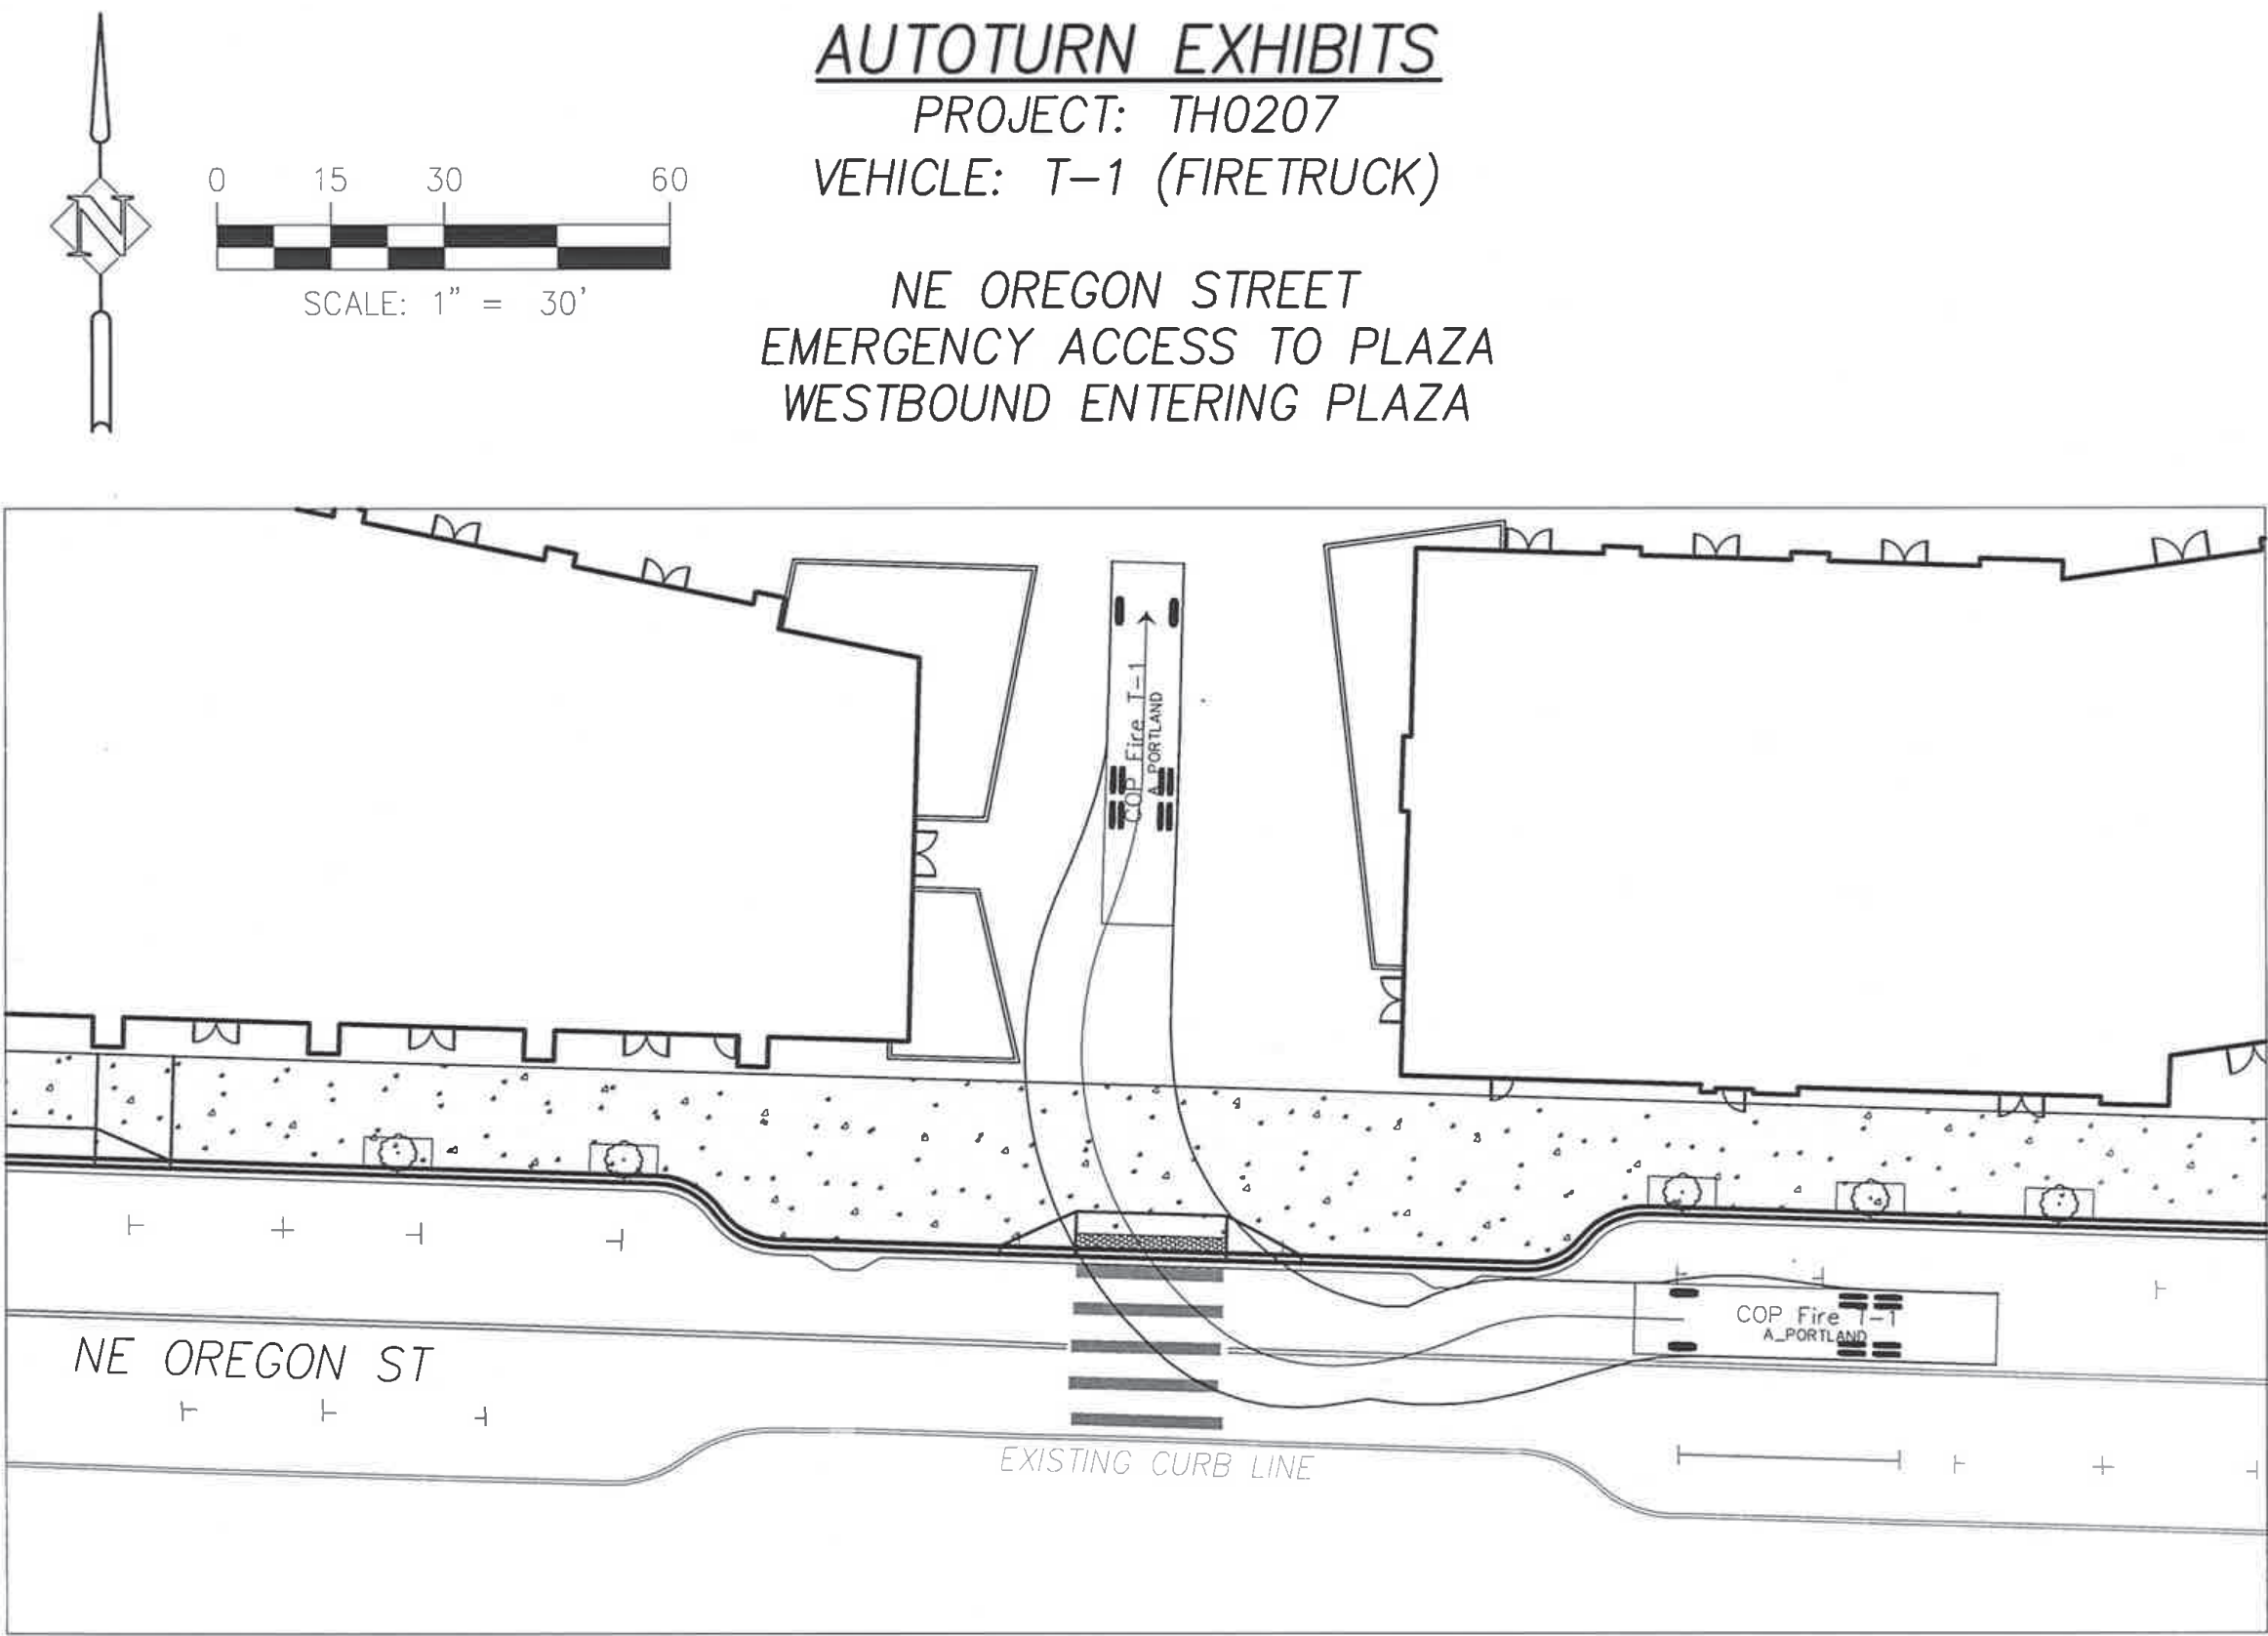 AUTOTURN EXHIBITS
PROJECT: TH0207
VEHICLE: T-1 (FIRETRUCK)
N
0 15 30 60
SCALE: 1" = 30'
NE OREGON STREET
EMERGENCY ACCESS TO PLAZA
WESTBOUND ENTERING PLAZA
COP Fire T-1
A_PORTLAND
COP Fire T-1
A_PORTLAND
NE OREGON ST
EXISTING CURB LINE